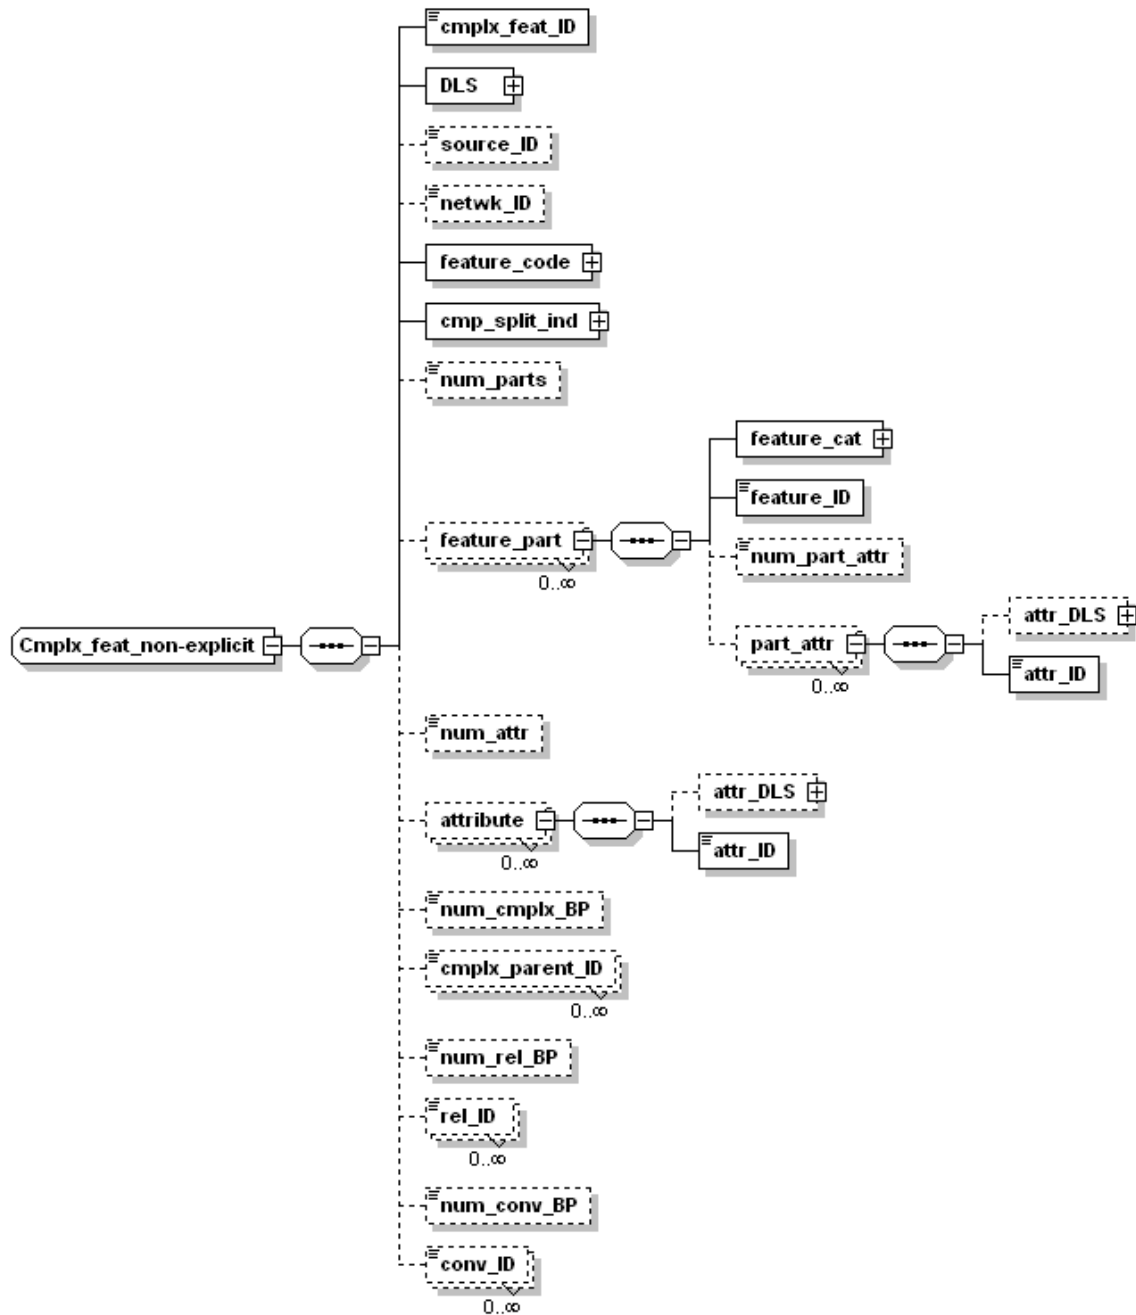 cmplx_feat_ID
DLS
source_ID
netwk_ID
feature_code
cmp_split_ind
num_parts
feature_cat
feature_ID
feature_part
0..∞
num_part_attr
attr_DLS
Cmplx_feat_non-explicit
part_attr
0..∞
attr_ID
num_attr
attr_DLS
attribute
0..∞
attr_ID
num_cmplx_BP
cmplx_parent_ID
0..∞
num_rel_BP
rel_ID
0..∞
num_conv_BP
conv_ID
0..∞